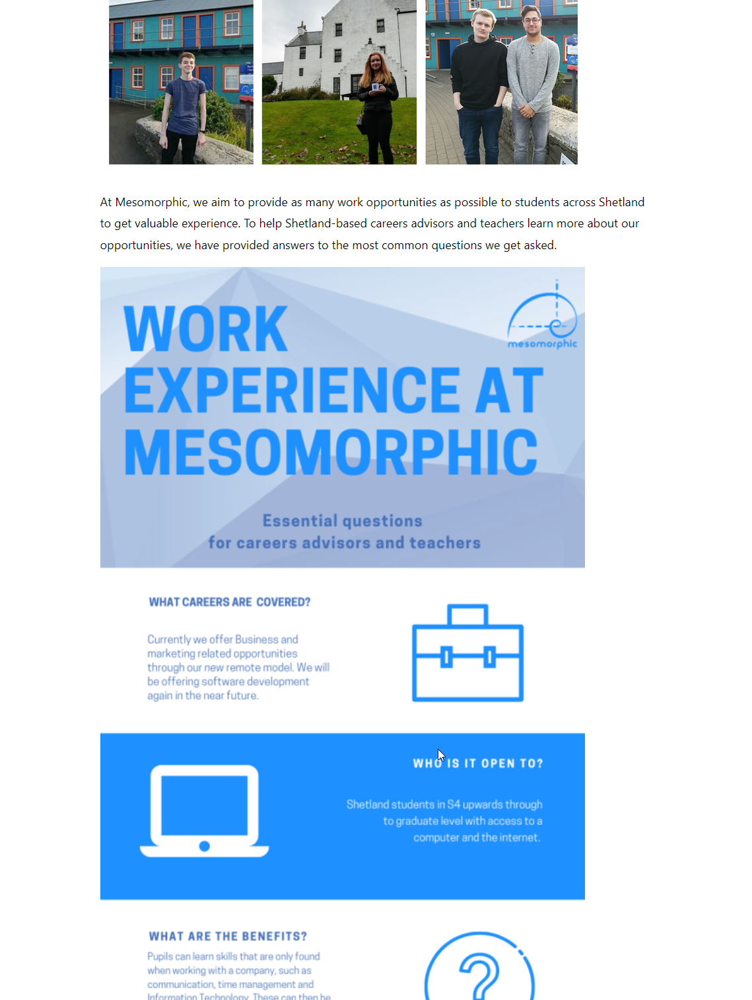 At Mesomorphic, we aim to provide as many work opportunities as possible to students across Shetland
to get valuable experience. To help Shetland-based careers advisors and teachers learn more about our
opportunities, we have provided answers to the most common questions we get asked.
WORK
EXPERIENCE AT
MESOMORPHIC
mesomorphic
Essential questions
for careers advisors and teachers
WHAT CAREERS ARE COVERED?
Currently we offer Business and
marketing related opportunities
through our new remote model. We will
be offering software development
again in the near future.
WHO IS IT OPEN TO?
Shetland students in S4 upwards through
to graduate level with access to a
computer and the internet.
WHAT ARE THE BENEFITS?
Pupils can learn skills that are only found
when working with a company, such as
communication, time management and
Information Technology. These can then be